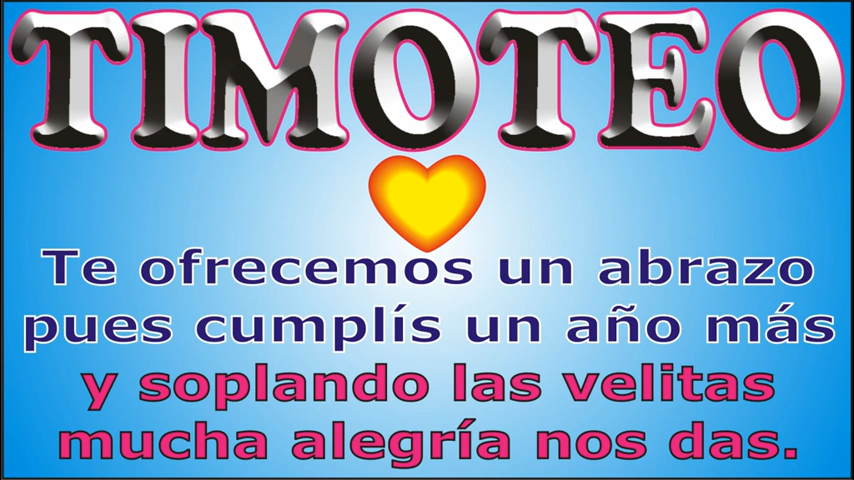 TIMOTEO
Te ofrecemos un abrazo
pues cumplís un año más
y soplando las velitas
mucha alegría nos das.